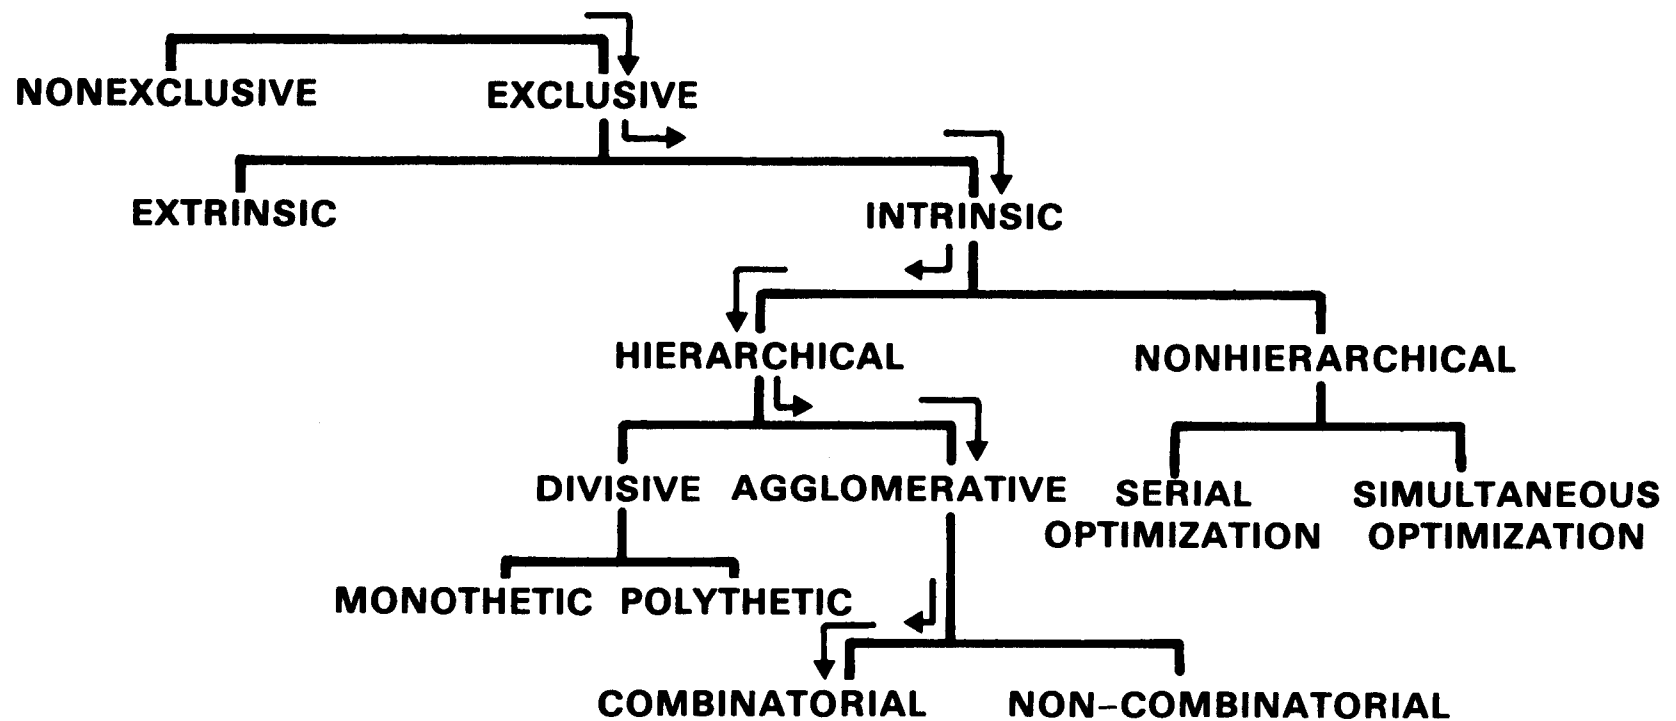 NONEXCLUSIVE EXCLUSIVE
EXTRINSIC INTRINSIC
HIERARCHICAL NONHIERARCHICAL
DIVISIVE AGGLOMERATIVE SERIAL OPTIMIZATION SIMULTANEOUS OPTIMIZATION
MONOTHETIC POLYTHETIC
COMBINATORIAL NON-COMBINATORIAL